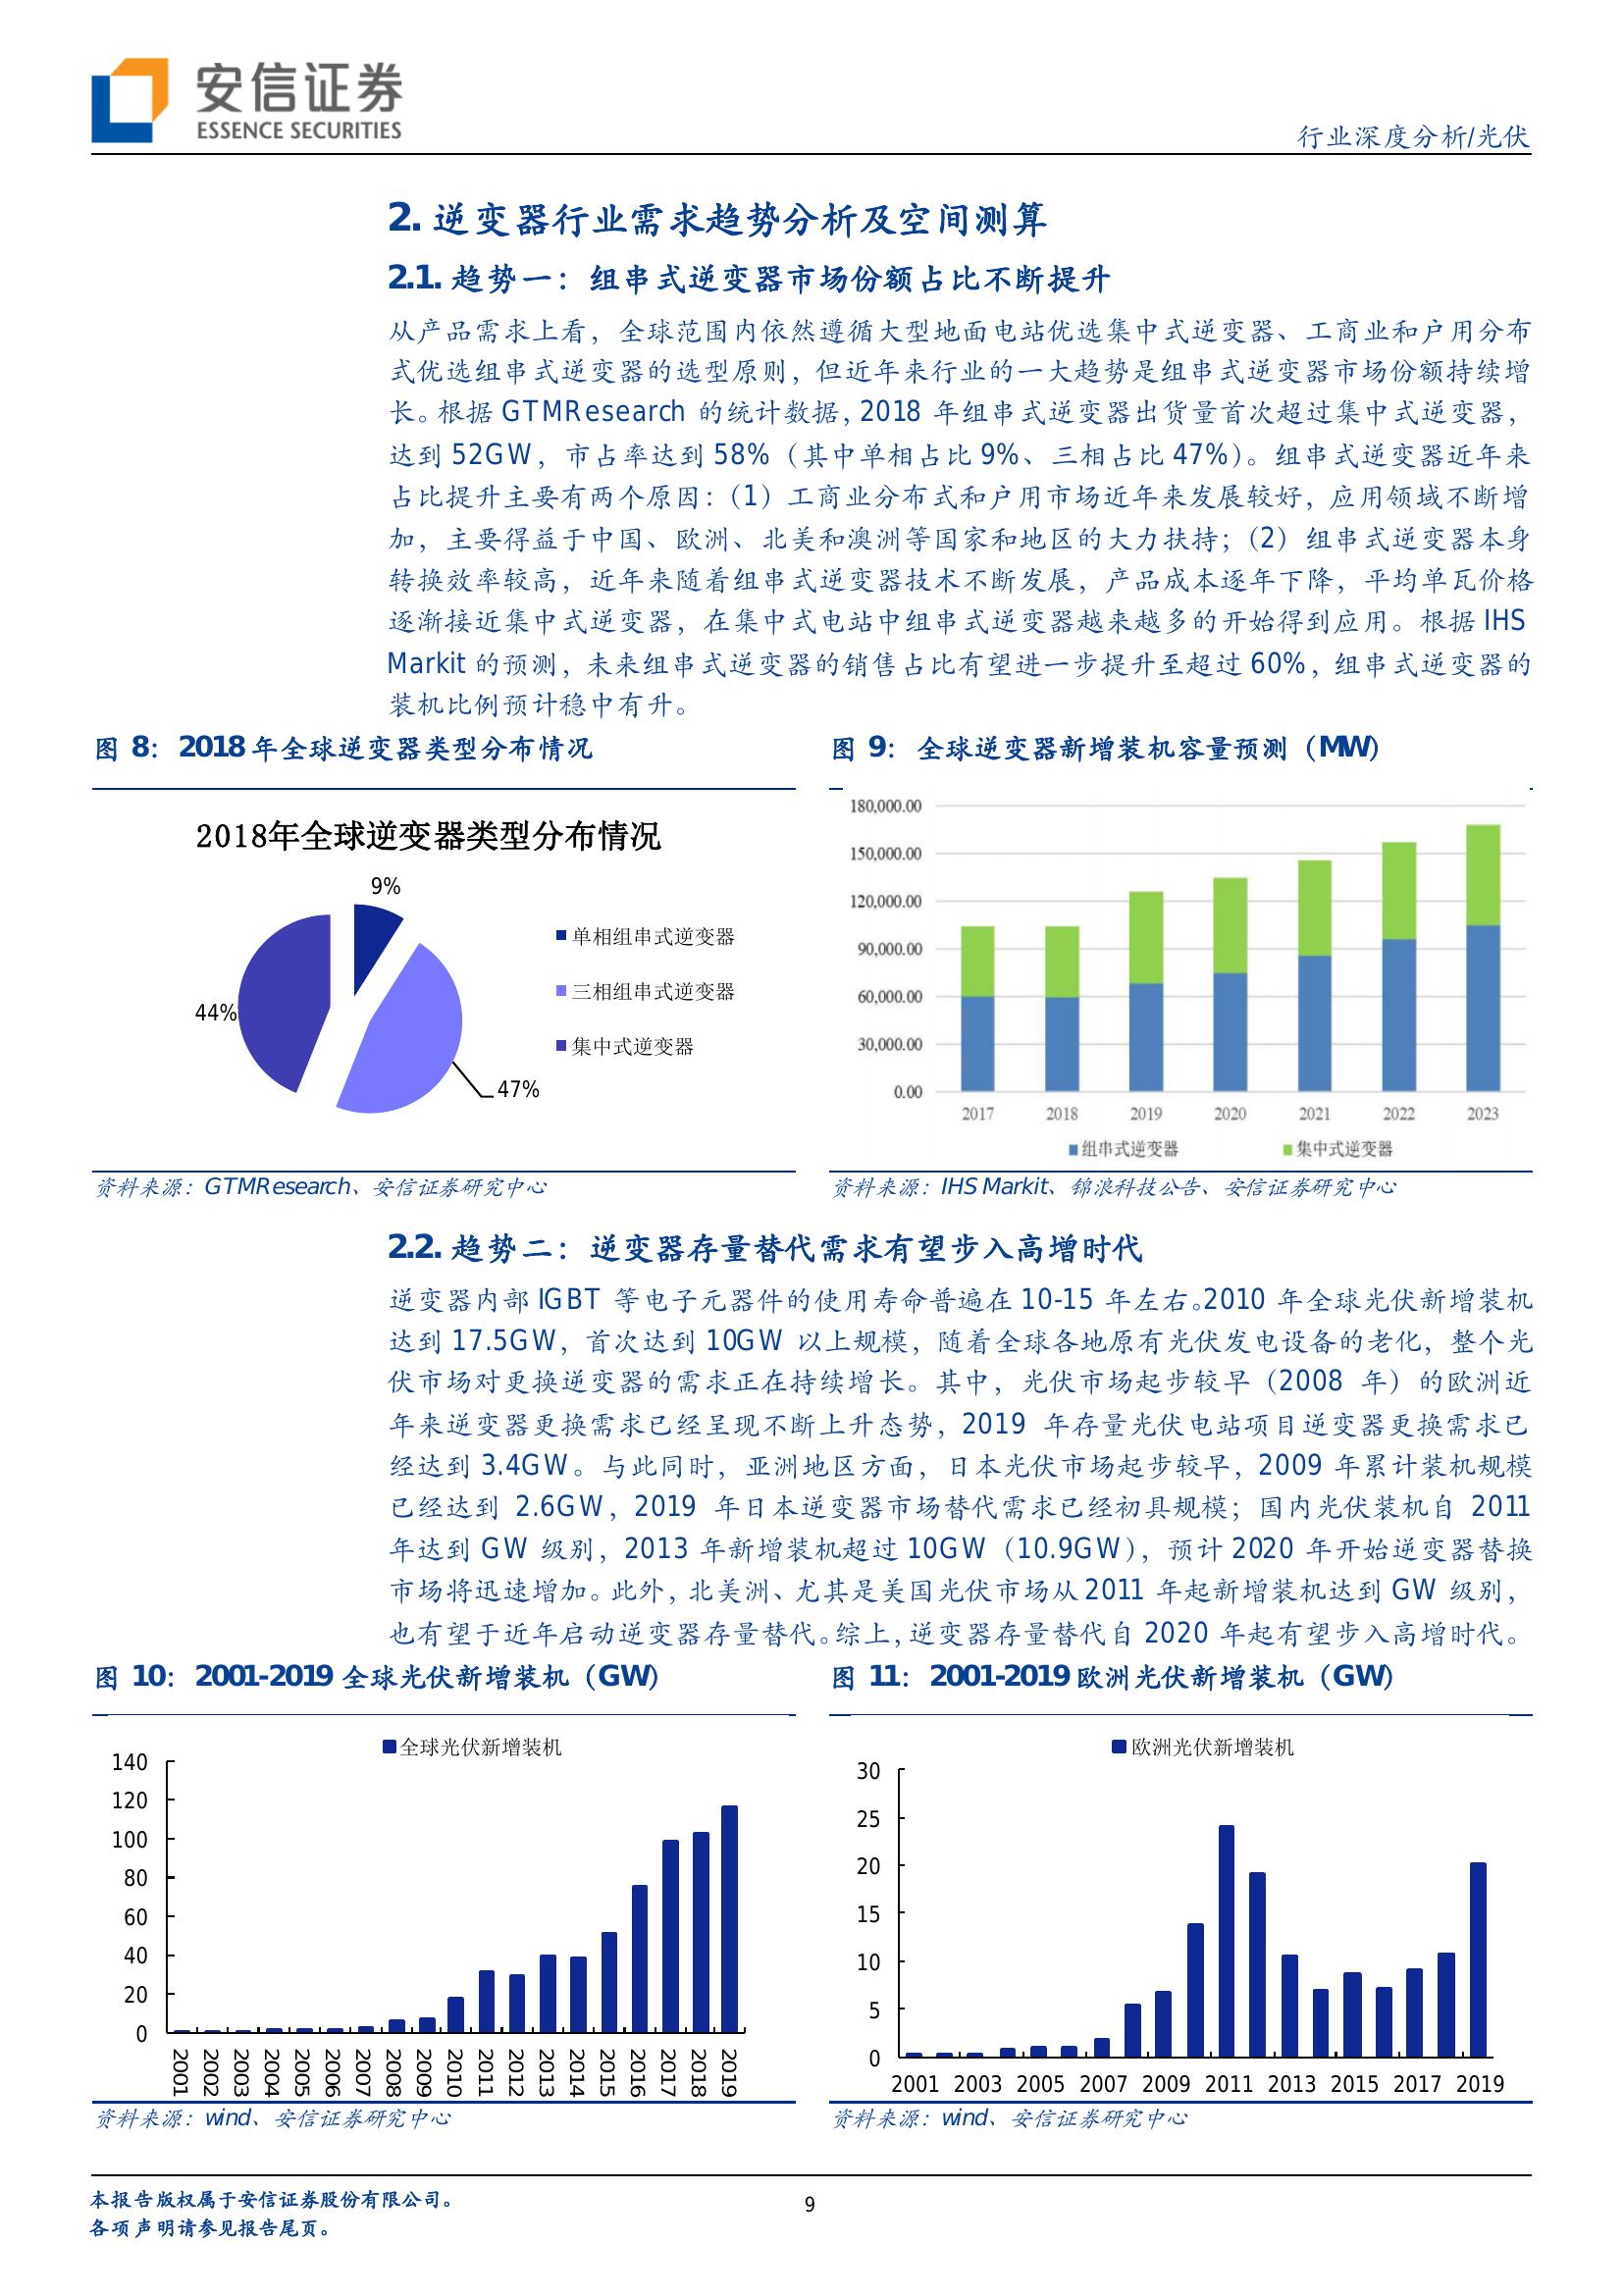 安信证券
ESSENCE SECURITIES
行业深度分析/光伏
2. 逆变器行业需求趋势分析及空间测算
2.1. 趋势一：组串式逆变器市场份额占比不断提升
从产品需求上看，全球范围内依然遵循大型地面电站优选集中式逆变器、工商业和户用分布
式优选组串式逆变器的选型原则，但近年来行业的一大趋势是组串式逆变器市场份额持续增
长。根据 GTMResearch 的统计数据，2018 年组串式逆变器出货量首次超过集中式逆变器，
达到 52GW，市占率达到 58%（其中单相占比 9%、三相占比 47%）。组串式逆变器近年来
占比提升主要有两个原因：（1）工商业分布式和户用市场近年来发展较好，应用领域不断增
加，主要得益于中国、欧洲、北美和澳洲等国家和地区的大力扶持；（2）组串式逆变器本身
转换效率较高，近年来随着组串式逆变器技术不断发展，产品成本逐年下降，平均单瓦价格
逐渐接近集中式逆变器，在集中式电站中组串式逆变器越来越多的开始得到应用。根据 IHS
Markit 的预测，未来组串式逆变器的销售占比有望进一步提升至超过 60%，组串式逆变器的
装机比例预计稳中有升。
图 8：2018 年全球逆变器类型分布情况
2018年全球逆变器类型分布情况
9%
44%
47%
单相组串式逆变器
三相组串式逆变器
集中式逆变器
资料来源：GTMResearch、安信证券研究中心
图 9：全球逆变器新增装机容量预测（MW）
180,000.00
150,000.00
120,000.00
90,000.00
60,000.00
30,000.00
0.00
2017 2018 2019 2020 2021 2022 2023
组串式逆变器 集中式逆变器
资料来源：IHS Markit、锦浪科技公告、安信证券研究中心
2.2. 趋势二：逆变器存量替代需求有望步入高增时代
逆变器内部 IGBT 等电子元器件的使用寿命普遍在 10-15 年左右。2010 年全球光伏新增装机
达到 17.5GW，首次达到 10GW 以上规模，随着全球各地原有光伏发电设备的老化，整个光
伏市场对更换逆变器的需求正在持续增长。其中，光伏市场起步较早（2008 年）的欧洲近
年来逆变器更换需求已经呈现不断上升态势，2019 年存量光伏电站项目逆变器更换需求已
经达到 3.4GW。与此同时，亚洲地区方面，日本光伏市场起步较早，2009 年累计装机规模
已经达到 2.6GW，2019 年日本逆变器市场替代需求已经初具规模；国内光伏装机自 2011
年达到 GW 级别，2013 年新增装机超过 10GW（10.9GW），预计 2020 年开始逆变器替换
市场将迅速增加。此外，北美洲、尤其是美国光伏市场从 2011 年起新增装机达到 GW 级别，
也有望于近年启动逆变器存量替代。综上，逆变器存量替代自 2020 年起有望步入高增时代。
图 10：2001-2019 全球光伏新增装机（GW）
全球光伏新增装机
140
120
100
80
60
40
20
0
2001 2002 2003 2004 2005 2006 2007 2008 2009 2010 2011 2012 2013 2014 2015 2016 2017 2018 2019
资料来源：wind、安信证券研究中心
图 11：2001-2019 欧洲光伏新增装机（GW）
欧洲光伏新增装机
30
25
20
15
10
5
0
2001 2003 2005 2007 2009 2011 2013 2015 2017 2019
资料来源：wind、安信证券研究中心
本报告版权属于安信证券股份有限公司。
各项声明请参见报告尾页。
9